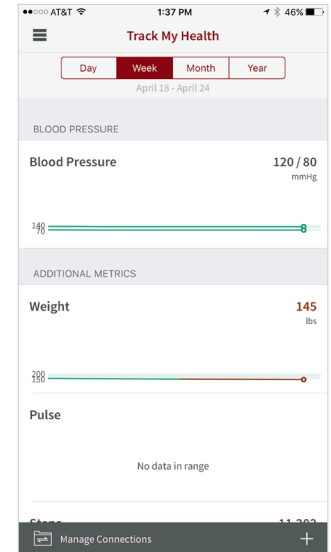 AT&T 1:37 PM 46%
Track My Health
Day Week Month Year
April 18 - April 24
BLOOD PRESSURE
Blood Pressure 120 / 80
mmHg
140
70
ADDITIONAL METRICS
Weight 145
lbs
200
150
Pulse
No data in range
Steps
Manage Connections